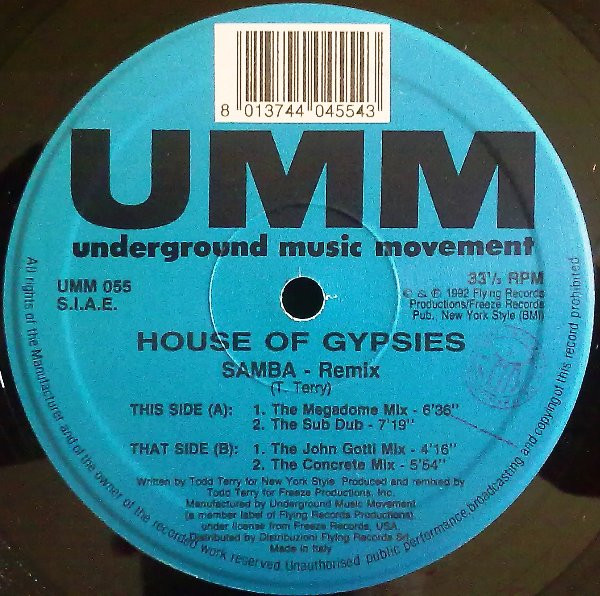 8 013744 045543
UMM
underground music movement
UMM 055
S.I.A.E.
33⅓ RPM
© & ℗ 1992 Flying Records
Productions/Freeze Records
Pub. New York Style (BMI)
HOUSE OF GYPSIES
SAMBA - Remix
(T. Terry)
THIS SIDE (A): 1. The Megadome Mix - 6'36"
2. The Sub Dub - 7'19"
THAT SIDE (B): 1. The John Gotti Mix - 4'16"
2. The Concrete Mix - 5'54"
Written by Todd Terry for New York Style. Produced and remixed by
Todd Terry for Freeze Productions, Inc.
Manufactured by Underground Music Movement
(a member label of Flying Records Productions)
under license from Freeze Records, USA.
Distributed by Distribuzioni Flying Records Srl
Made in Italy
All rights of the Manufacturer and of the owner of the recorded work reserved. Unauthorised public performance, broadcasting and copying of this record prohibited